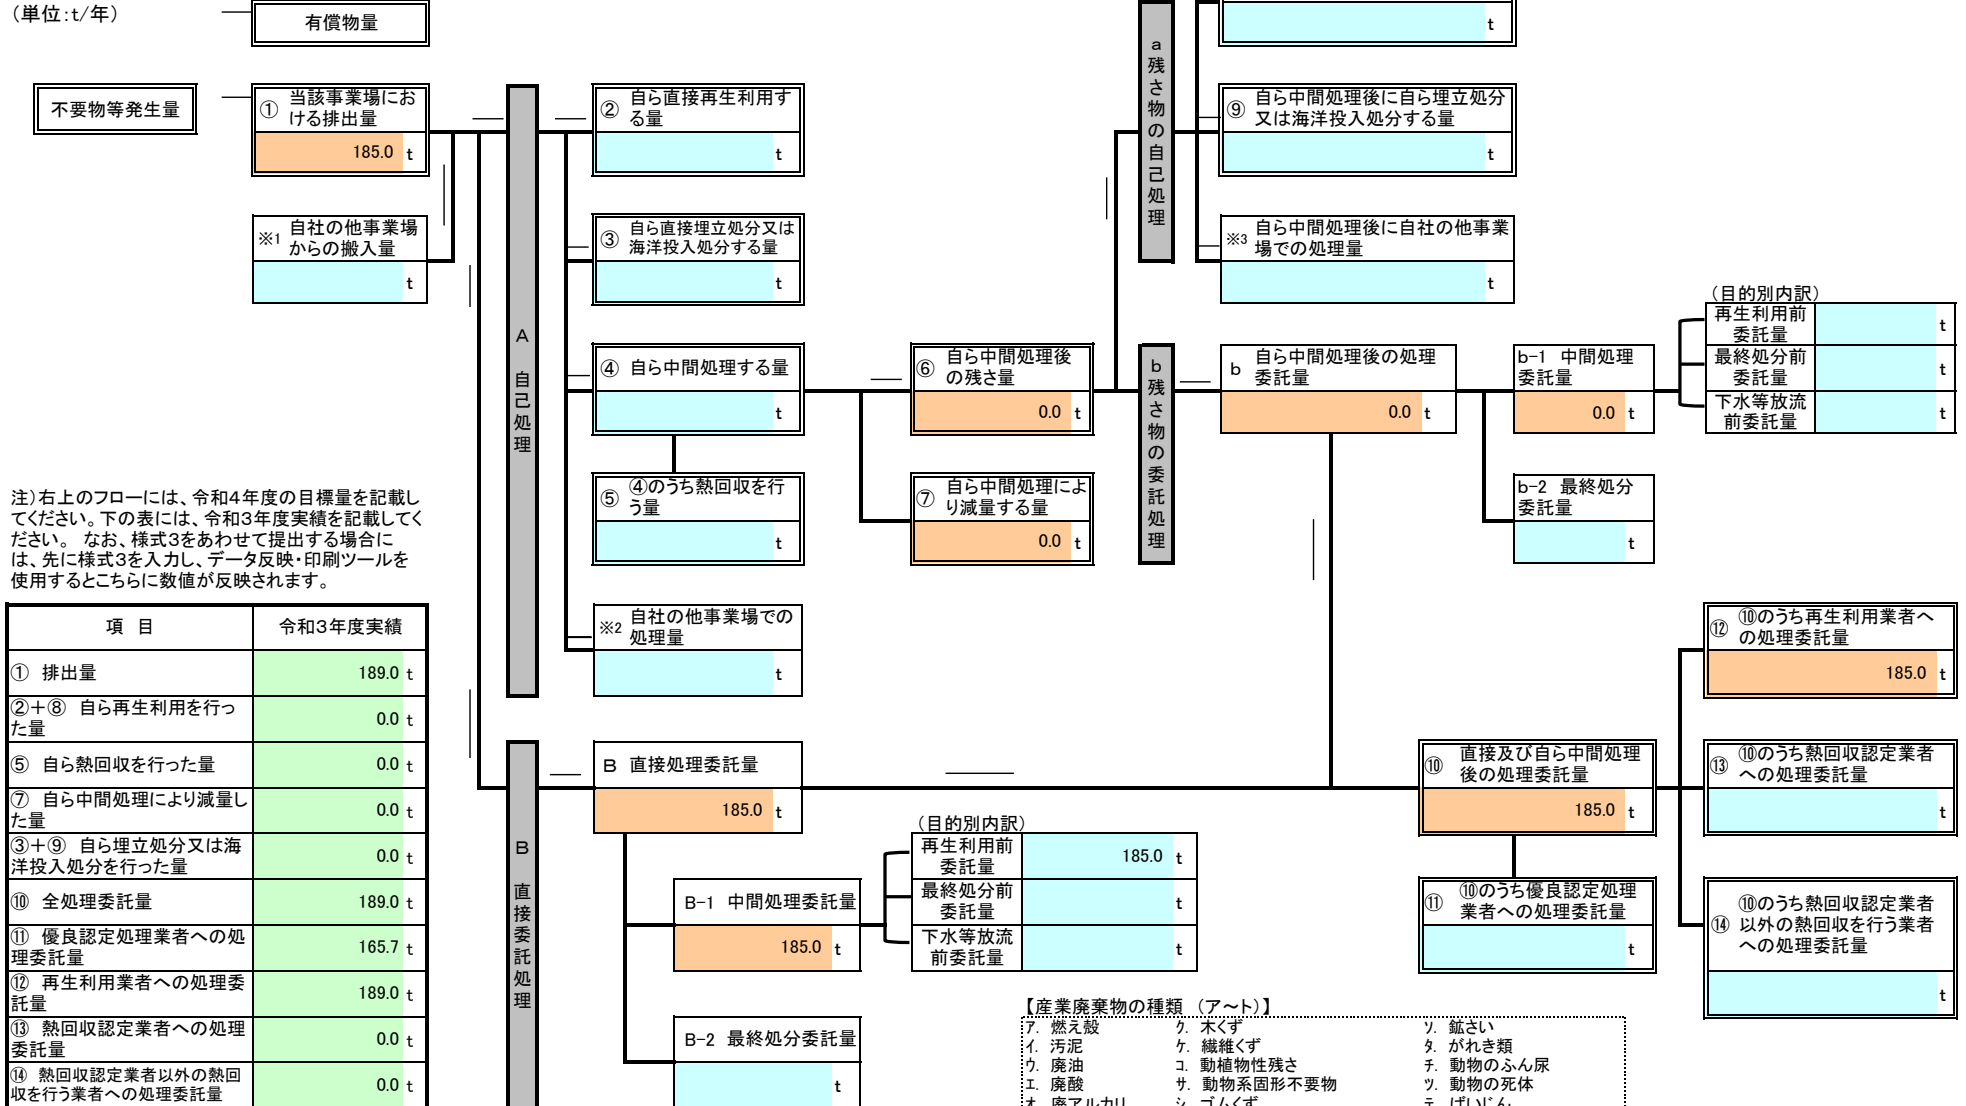 （単位：t/年）
有償物量
t
不要物等発生量
① 当該事業場にお
ける排出量
185.0 t
※1 自社の他事業場
からの搬入量
t
A 自己処理
② 自ら直接再生利用す
る量
t
③ 自ら直接埋立処分又は
海洋投入処分する量
t
④ 自ら中間処理する量
t
⑤ ④のうち熱回収を行
う量
t
※2 自社の他事業場での
処理量
t
⑥ 自ら中間処理後
の残さ量
0.0 t
⑦ 自ら中間処理によ
り減量する量
0.0 t
a残さ物の自己処理
⑨ 自ら中間処理後に自ら埋立処分
又は海洋投入処分する量
t
※3 自ら中間処理後に自社の他事業
場での処理量
t
b残さ物の委託処理
b 自ら中間処理後の処理
委託量
0.0 t
b-1 中間処理
委託量
0.0 t
（目的別内訳）
再生利用前
委託量
t
最終処分前
委託量
t
下水等放流
前委託量
t
b-2 最終処分
委託量
t
注）右上のフローには、令和４年度の目標量を記載し
てください。下の表には、令和３年度実績を記載してく
ださい。 なお、様式３をあわせて提出する場合に
は、先に様式３を入力し、データ反映・印刷ツールを
使用するとこちらに数値が反映されます。
項 目 令和３年度実績
① 排出量 189.0 t
②＋⑧ 自ら再生利用を行っ
た量 0.0 t
⑤ 自ら熱回収を行った量 0.0 t
⑦ 自ら中間処理により減量し
た量 0.0 t
③＋⑨ 自ら埋立処分又は海
洋投入処分を行った量 0.0 t
⑩ 全処理委託量 189.0 t
⑪ 優良認定処理業者への処
理委託量 165.7 t
⑫ 再生利用業者への処理委
託量 189.0 t
⑬ 熱回収認定業者への処理
委託量 0.0 t
⑭ 熱回収認定業者以外の熱回
収を行う業者への処理委託量 0.0 t
B 直接委託処理
B 直接処理委託量
185.0 t
B-1 中間処理委託量
185.0 t
（目的別内訳）
再生利用前
委託量
185.0 t
最終処分前
委託量
t
下水等放流
前委託量
t
B-2 最終処分委託量
t
⑩ 直接及び自ら中間処理
後の処理委託量
185.0 t
⑪ ⑩のうち優良認定処理
業者への処理委託量
t
⑫ ⑩のうち再生利用業者へ
の処理委託量
185.0 t
⑬ ⑩のうち熱回収認定業者
への処理委託量
t
⑭ ⑩のうち熱回収認定業者
以外の熱回収を行う業者
への処理委託量
t
【産業廃棄物の種類 （ア～ト）】
ア. 燃え殻 ク. 木くず ソ. 鉱さい
イ. 汚泥 ケ. 繊維くず タ. がれき類
ウ. 廃油 コ. 動植物性残さ チ. 動物のふん尿
エ. 廃酸 サ. 動物系固形不要物 ツ. 動物の死体
オ. 廃アルカリ シ. ゴムくず テ. ばいじん